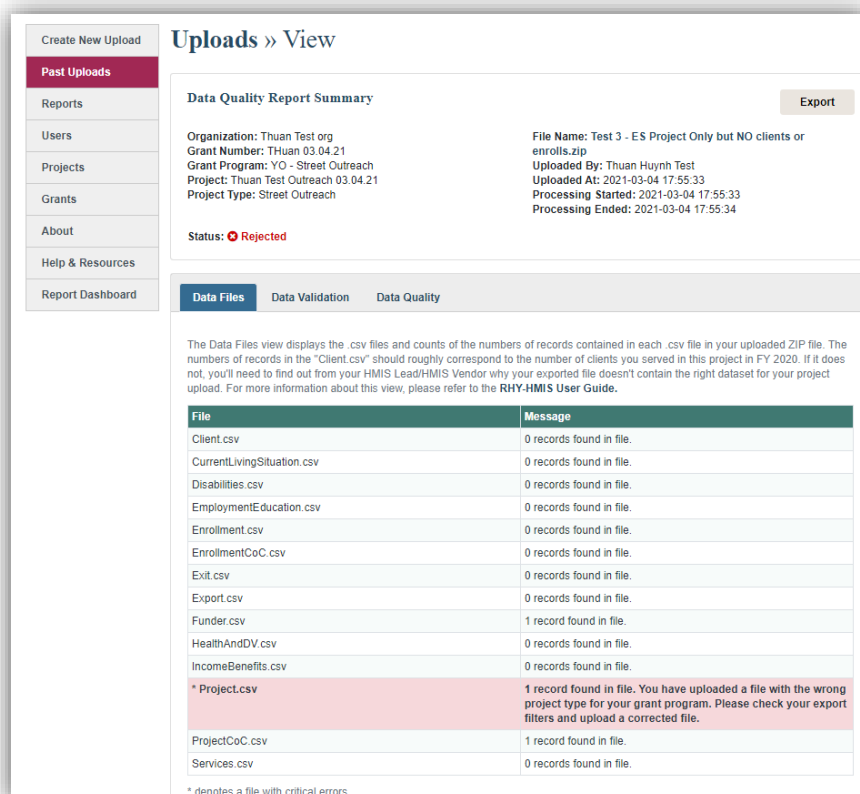 Create New Upload
Past Uploads
Reports
Users
Projects
Grants
About
Help & Resources
Report Dashboard
Uploads » View
Data Quality Report Summary
Export
Organization: Thuan Test org
Grant Number: THuan 03.04.21
Grant Program: YO - Street Outreach
Project: Thuan Test Outreach 03.04.21
Project Type: Street Outreach
File Name: Test 3 - ES Project Only but NO clients or
enrolls.zip
Uploaded By: Thuan Huynh Test
Uploaded At: 2021-03-04 17:55:33
Processing Started: 2021-03-04 17:55:33
Processing Ended: 2021-03-04 17:55:34
Status: Rejected
Data Files Data Validation Data Quality
The Data Files view displays the .csv files and counts of the numbers of records contained in each .csv file in your uploaded ZIP file. The
numbers of records in the "Client.csv" should roughly correspond to the number of clients you served in this project in FY 2020. If it does
not, you'll need to find out from your HMIS Lead/HMIS Vendor why your exported file doesn't contain the right dataset for your project
upload. For more information about this view, please refer to the RHY-HMIS User Guide.
File Message
Client.csv 0 records found in file.
CurrentLivingSituation.csv 0 records found in file.
Disabilities.csv 0 records found in file.
EmploymentEducation.csv 0 records found in file.
Enrollment.csv 0 records found in file.
EnrollmentCoC.csv 0 records found in file.
Exit.csv 0 records found in file.
Export.csv 0 records found in file.
Funder.csv 1 record found in file.
HealthAndDV.csv 0 records found in file.
IncomeBenefits.csv 0 records found in file.
* Project.csv 1 record found in file. You have uploaded a file with the wrong
project type for your grant program. Please check your export
filters and upload a corrected file.
ProjectCoC.csv 1 record found in file.
Services.csv 0 records found in file.
* denotes a file with critical errors